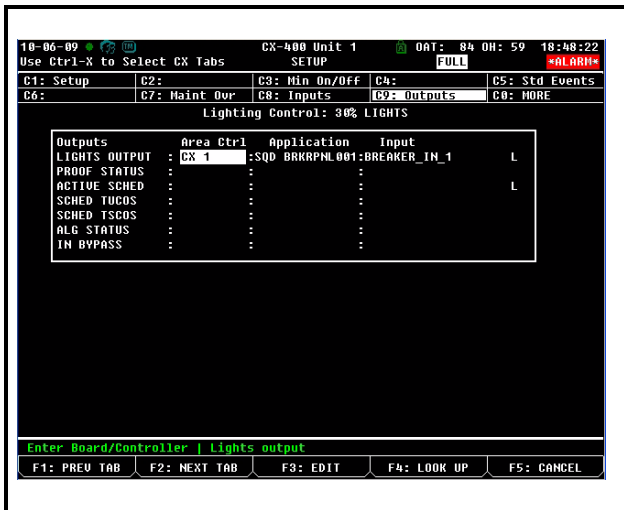 10-06-09 CX-400 Unit 1 OAT: 84 OH: 59 18:48:22
Use Ctrl-X to Select CX Tabs SETUP FULL *ALARM*
C1: Setup C2: C3: Min On/Off C4: C5: Std Events
C6: C7: Maint Ovr C8: Inputs C9: Outputs C0: MORE
Lighting Control: 30% LIGHTS
Outputs Area Ctrl Application Input
LIGHTS OUTPUT : CX 1 :SQD BRKRPNL001:BREAKER_IN_1 L
PROOF STATUS : : :
ACTIVE SCHED : : : L
SCHED TUCOS : : :
SCHED TSCOS : : :
ALG STATUS : : :
IN BYPASS : : :
Enter Board/Controller | Lights output
F1: PREV TAB F2: NEXT TAB F3: EDIT F4: LOOK UP F5: CANCEL